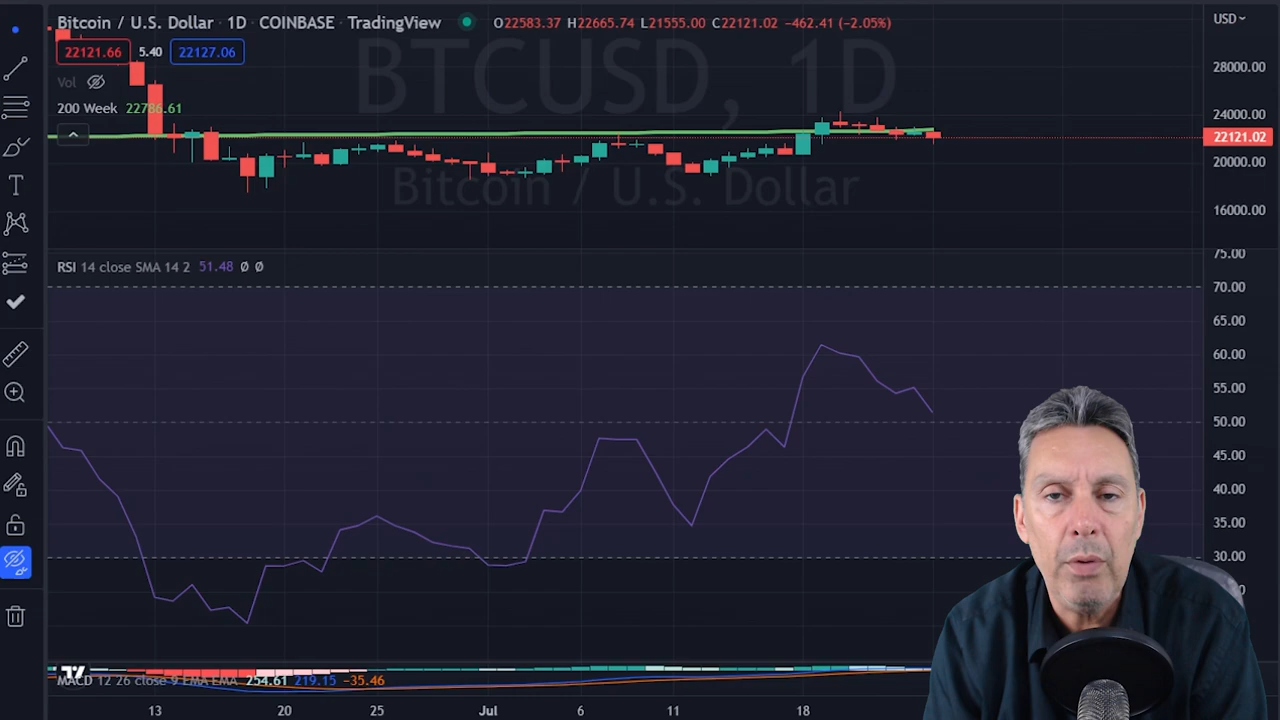 Bitcoin / U.S. Dollar · 1D · COINBASE · TradingView O22583.37 H22665.74 L21555.00 C22121.02 −462.41 (−2.05%)
USD
22121.66 5.40 22127.06
Vol
200 Week 22786.61
BTCUSD, 1D
Bitcoin / U.S. Dollar
28000.00
24000.00
22121.02
20000.00
16000.00
RSI 14 close SMA 14 2 51.48 Ø Ø
75.00
70.00
65.00
60.00
55.00
50.00
45.00
40.00
35.00
30.00
MACD 12 26 close 9 EMA EMA 254.61 219.15 −35.46
13 20 25 Jul 6 11 18